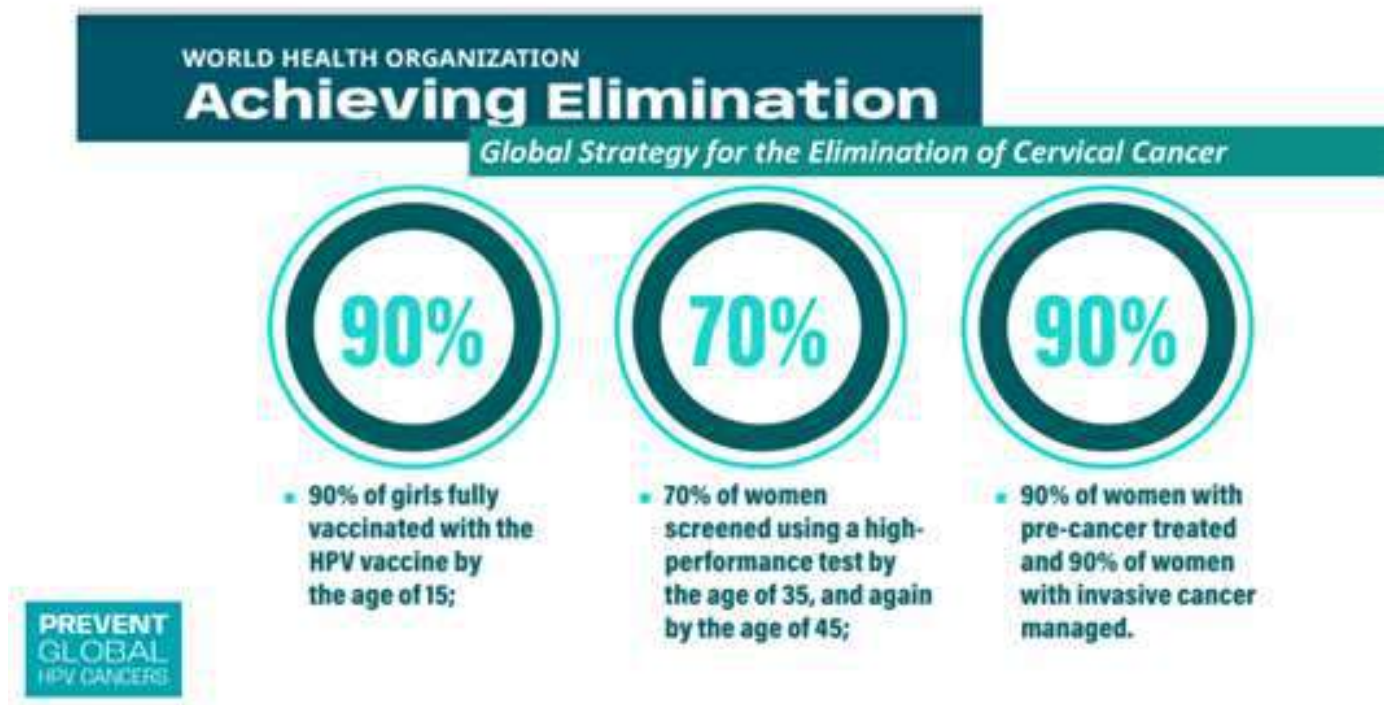 WORLD HEALTH ORGANIZATION
Achieving Elimination
Global Strategy for the Elimination of Cervical Cancer
90%
70%
90%
▪ 90% of girls fully
vaccinated with the
HPV vaccine by
the age of 15;
▪ 70% of women
screened using a high-
performance test by
the age of 35, and again
by the age of 45;
▪ 90% of women with
pre-cancer treated
and 90% of women
with invasive cancer
managed.
PREVENT
GLOBAL
HPV CANCERS